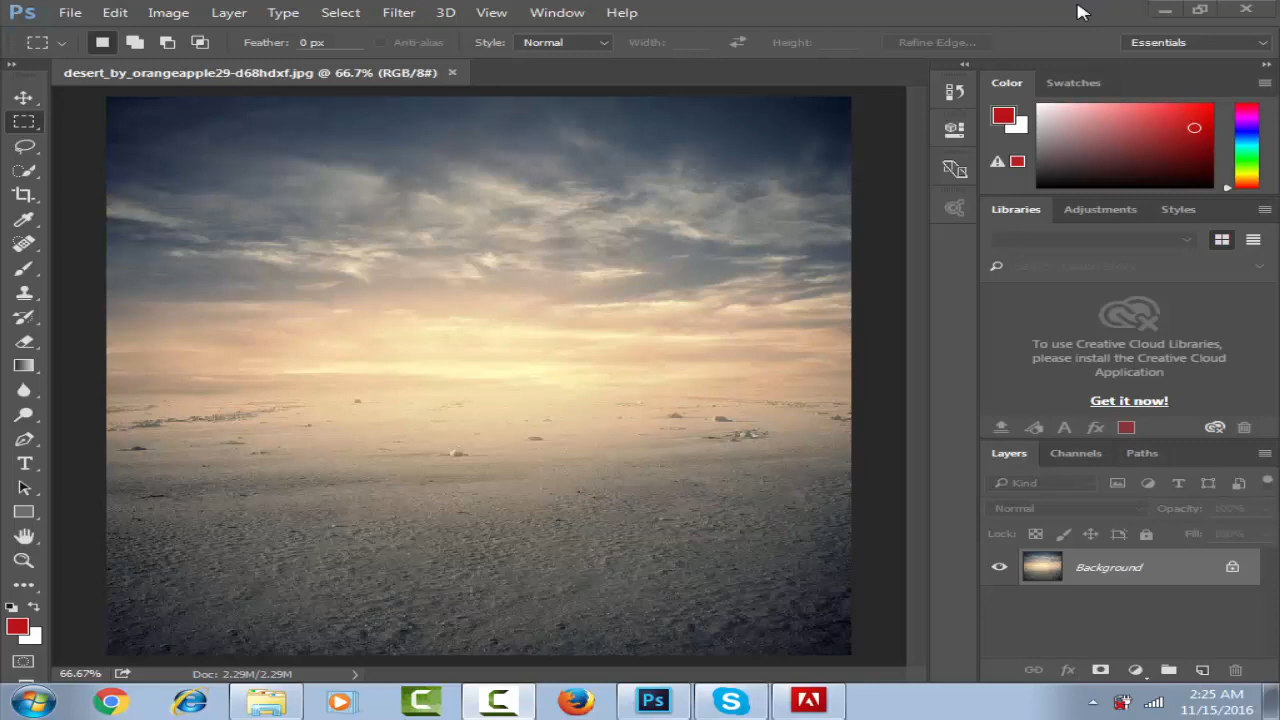 Ps File Edit Image Layer Type Select Filter 3D View Window Help
Feather: 0 px Anti-alias Style: Normal Width: Height: Refine Edge... Essentials
desert_by_orangeapple29-d68hdxf.jpg @ 66.7% (RGB/8#) ×
Color Swatches
Libraries Adjustments Styles
To use Creative Cloud Libraries,
please install the Creative Cloud
Application
Get it now!
Layers Channels Paths
Kind
Normal Opacity: 100%
Lock: Fill: 100%
Background
66.67% Doc: 2.29M/2.29M
Ps
2:25 AM
11/15/2016